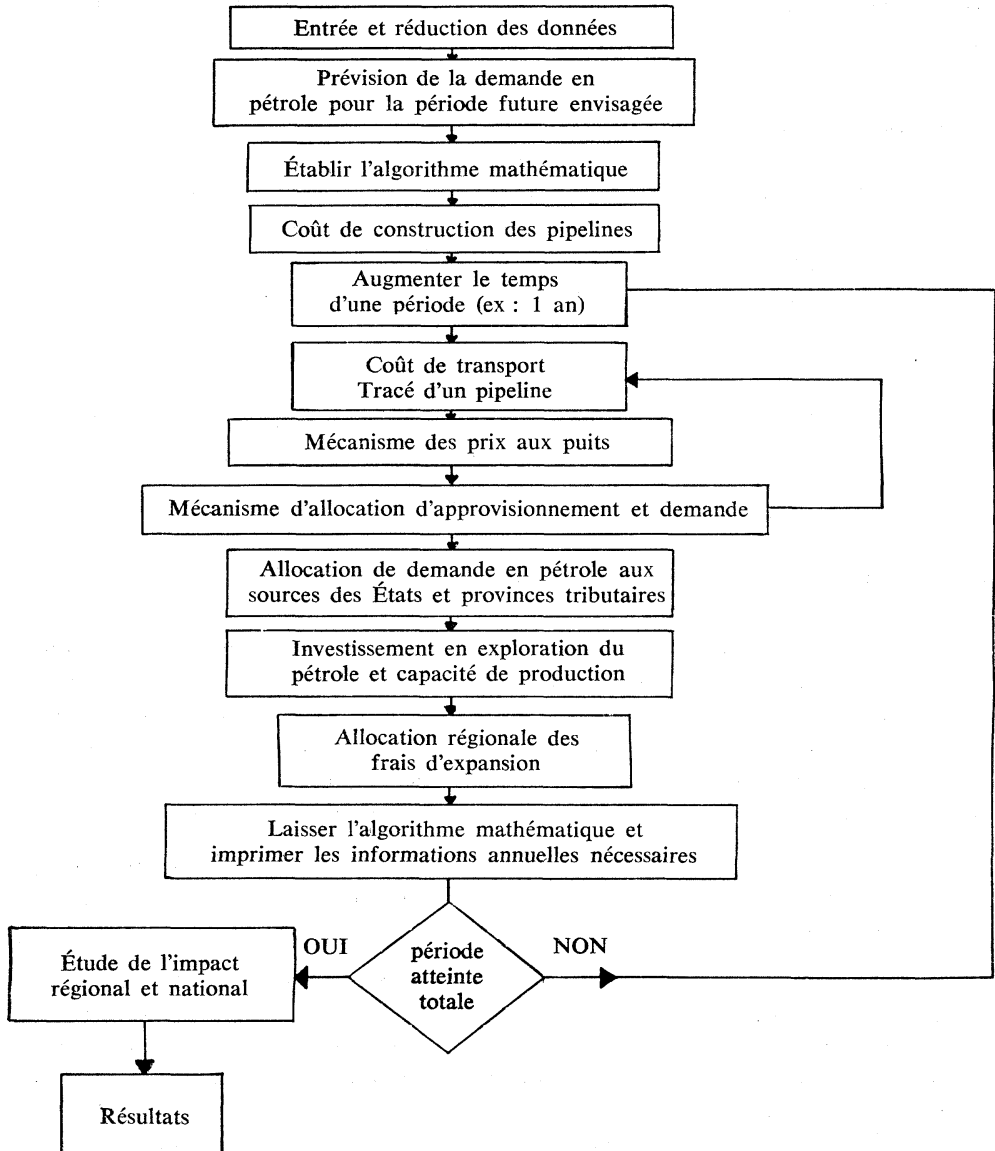 Entrée et réduction des données
Prévision de la demande en
pétrole pour la période future envisagée
Établir l'algorithme mathématique
Coût de construction des pipelines
Augmenter le temps
d'une période (ex : 1 an)
Coût de transport
Tracé d'un pipeline
Mécanisme des prix aux puits
Mécanisme d'allocation d'approvisionnement et demande
Allocation de demande en pétrole aux
sources des États et provinces tributaires
Investissement en exploration du
pétrole et capacité de production
Allocation régionale des
frais d'expansion
Laisser l'algorithme mathématique et
imprimer les informations annuelles nécessaires
OUI
période
atteinte
totale
NON
Étude de l'impact
régional et national
Résultats